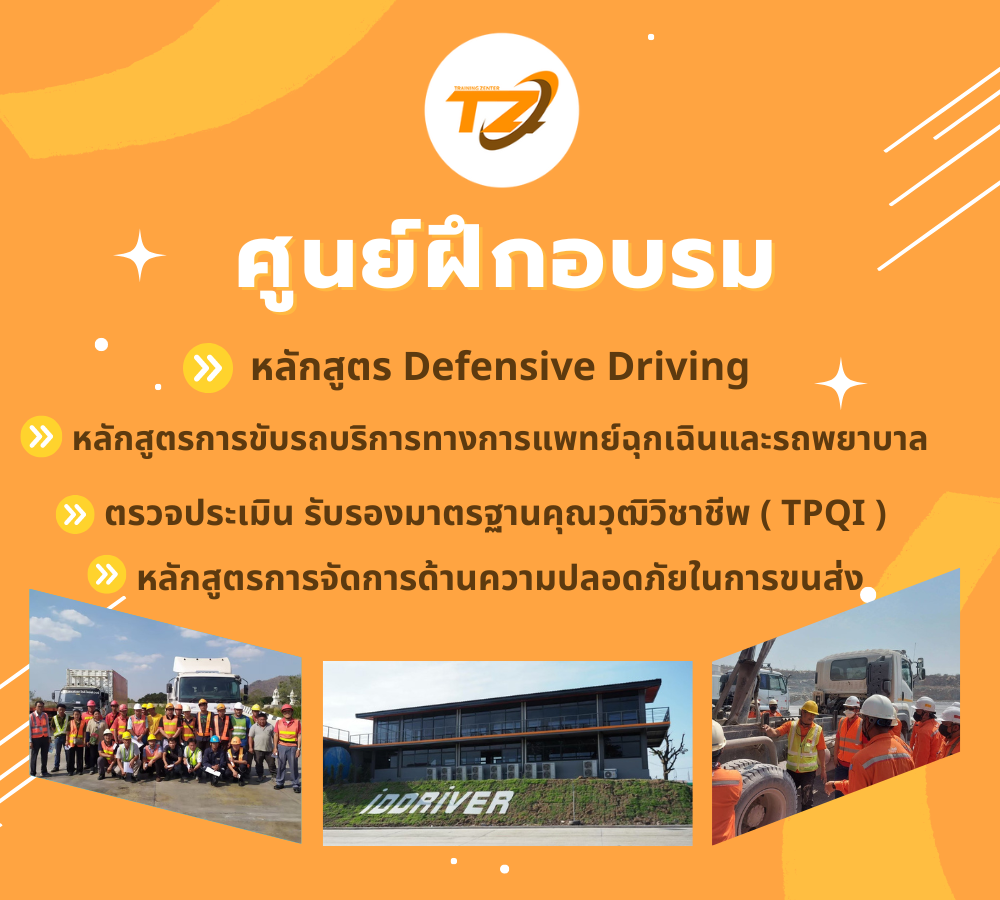 TRAINING ZENTER
TZ
ศูนย์ฝึกอบรม
หลักสูตร Defensive Driving
หลักสูตรการขับรถบริการทางการแพทย์ฉุกเฉินและรถพยาบาล
ตรวจประเมิน รับรองมาตรฐานคุณวุฒิวิชาชีพ ( TPQI )
หลักสูตรการจัดการด้านความปลอดภัยในการขนส่ง
iDDRiVER